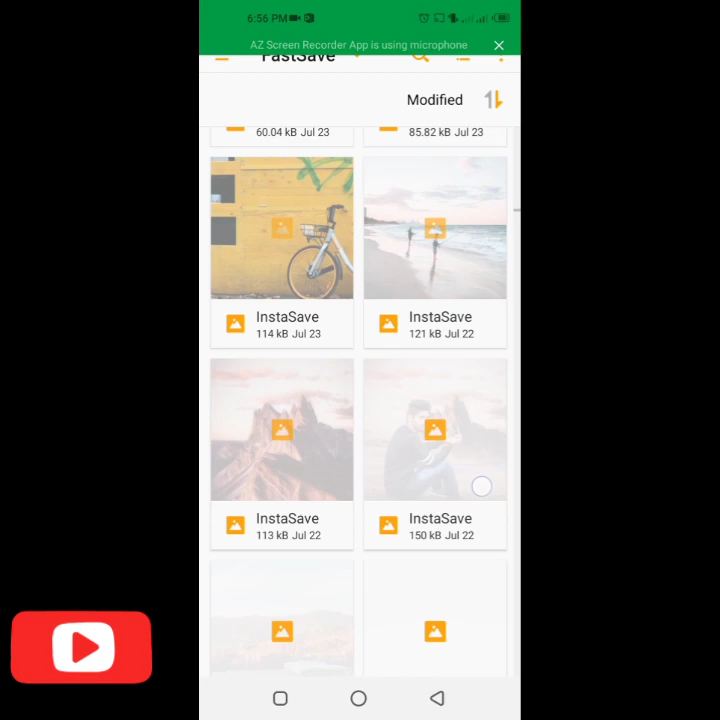 6:56 PM
AZ Screen Recorder App is using microphone
FastSave
Modified
60.04 kB Jul 23
85.82 kB Jul 23
InstaSave
114 kB Jul 23
InstaSave
121 kB Jul 22
InstaSave
113 kB Jul 22
InstaSave
150 kB Jul 22